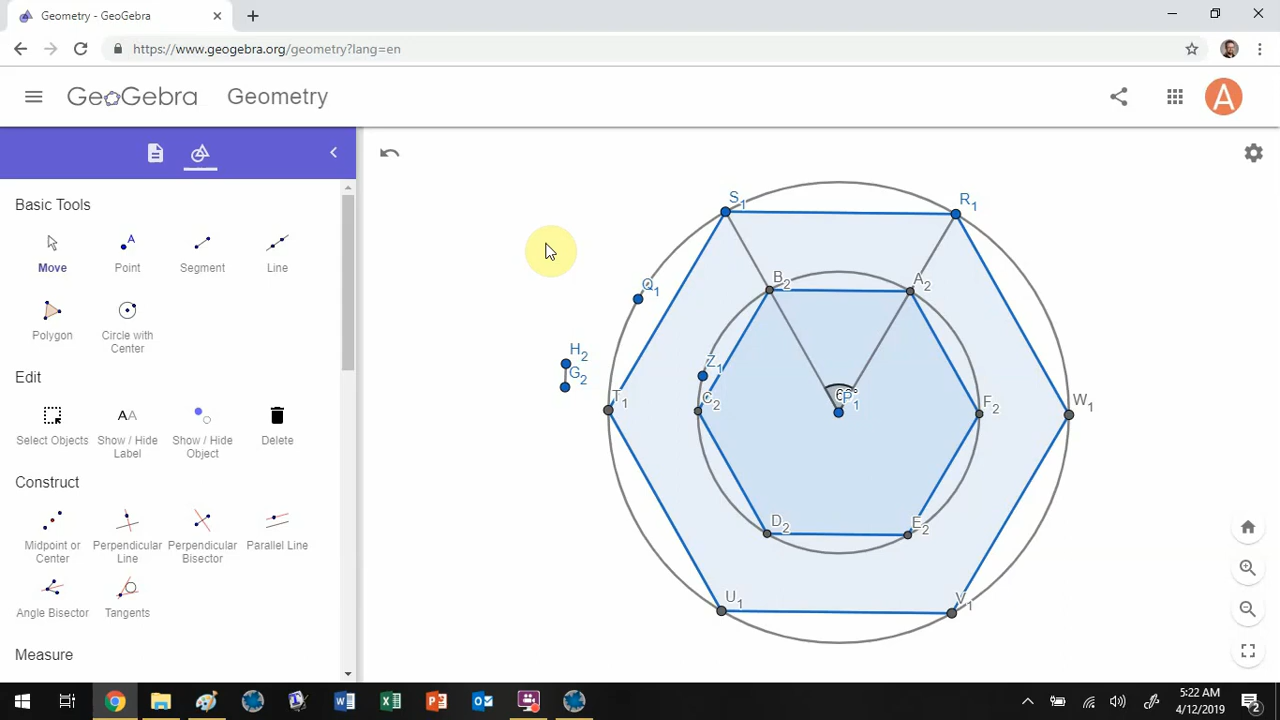 Geometry - GeoGebra
https://www.geogebra.org/geometry?lang=en
GeoGebra
Geometry
A
Basic Tools
Move
Point
Segment
Line
Polygon
Circle with
Center
Edit
Select Objects
Show / Hide
Label
Show / Hide
Object
Delete
Construct
Midpoint or
Center
Perpendicular
Line
Perpendicular
Bisector
Parallel Line
Angle Bisector
Tangents
Measure
S₁
R₁
B₂
A₂
Q₁
H₂
G₂
Z₁
T₁
C₂
P₁
F₂
W₁
D₂
E₂
U₁
V₁
5:22 AM
4/12/2019
2